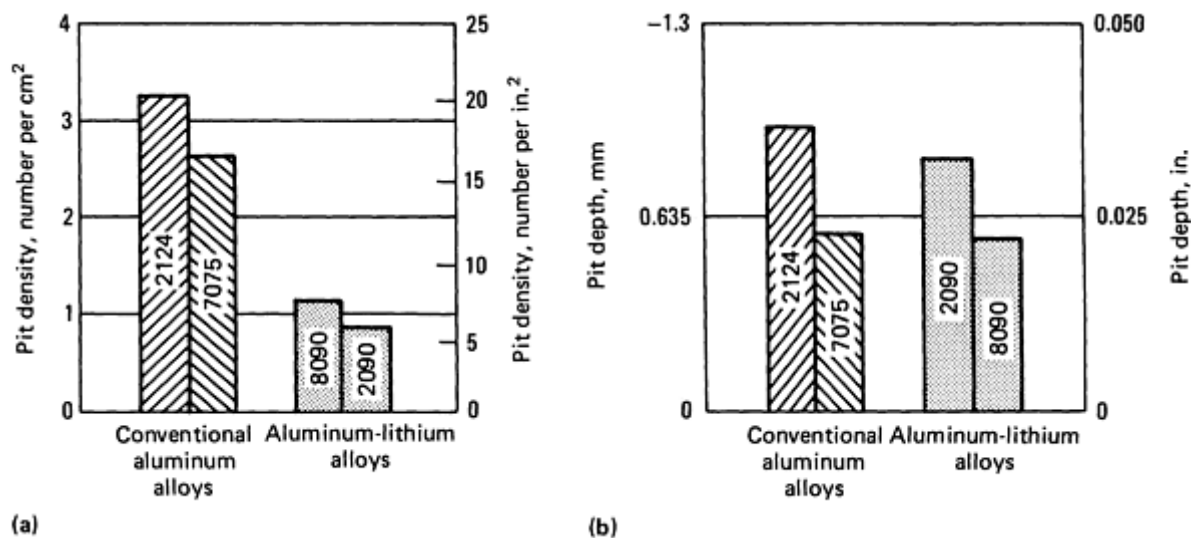 4
3
2
1
0
Pit density, number per cm²
2124
7075
8090
2090
25
20
15
10
5
0
Pit density, number per in.²
Conventional
aluminum
alloys
Aluminum-lithium
alloys
(a)
−1.3
0.635
0
Pit depth, mm
2124
7075
2090
8090
0.050
0.025
0
Pit depth, in.
Conventional
aluminum
alloys
Aluminum-lithium
alloys
(b)